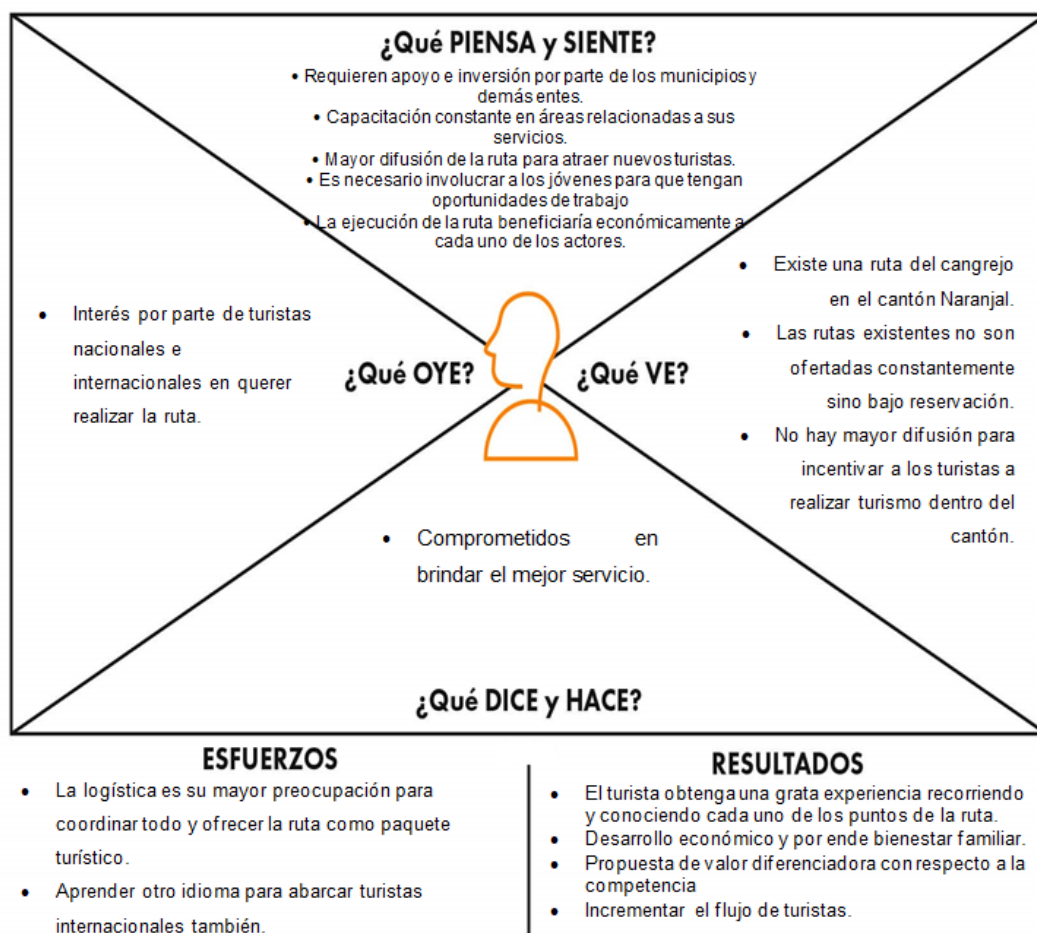 ¿Qué PIENSA y SIENTE?
• Requieren apoyo e inversión por parte de los municipios y
demás entes.
• Capacitación constante en áreas relacionadas a sus
servicios.
• Mayor difusión de la ruta para atraer nuevos turistas.
• Es necesario involucrar a los jóvenes para que tengan
oportunidades de trabajo
• La ejecución de la ruta beneficiaría económicamente a
cada uno de los actores.
• Interés por parte de turistas
nacionales e
internacionales en querer
realizar la ruta.
¿Qué OYE?
¿Qué VE?
• Existe una ruta del cangrejo
en el cantón Naranjal.
• Las rutas existentes no son
ofertadas constantemente
sino bajo reservación.
• No hay mayor difusión para
incentivar a los turistas a
realizar turismo dentro del
cantón.
• Comprometidos en
brindar el mejor servicio.
¿Qué DICE y HACE?
ESFUERZOS
• La logística es su mayor preocupación para
coordinar todo y ofrecer la ruta como paquete
turístico.
• Aprender otro idioma para abarcar turistas
internacionales también.
RESULTADOS
• El turista obtenga una grata experiencia recorriendo
y conociendo cada uno de los puntos de la ruta.
• Desarrollo económico y por ende bienestar familiar.
• Propuesta de valor diferenciadora con respecto a la
competencia
• Incrementar el flujo de turistas.